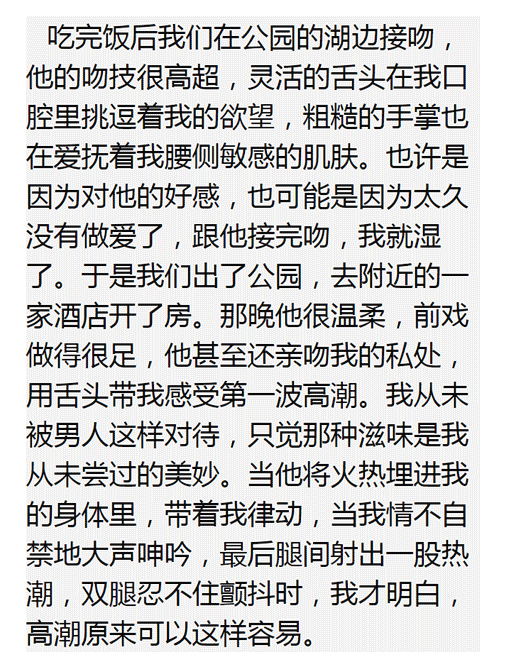 吃完饭后我们在公园的湖边接吻，
他的吻技很高超，灵活的舌头在我口
腔里挑逗着我的欲望，粗糙的手掌也
在爱抚着我腰侧敏感的肌肤。也许是
因为对他的好感，也可能是因为太久
没有做爱了，跟他接完吻，我就湿
了。于是我们出了公园，去附近的一
家酒店开了房。那晚他很温柔，前戏
做得很足，他甚至还亲吻我的私处，
用舌头带我感受第一波高潮。我从未
被男人这样对待，只觉那种滋味是我
从未尝过的美妙。当他将火热埋进我
的身体里，带着我律动，当我情不自
禁地大声呻吟，最后腿间射出一股热
潮，双腿忍不住颤抖时，我才明白，
高潮原来可以这样容易。